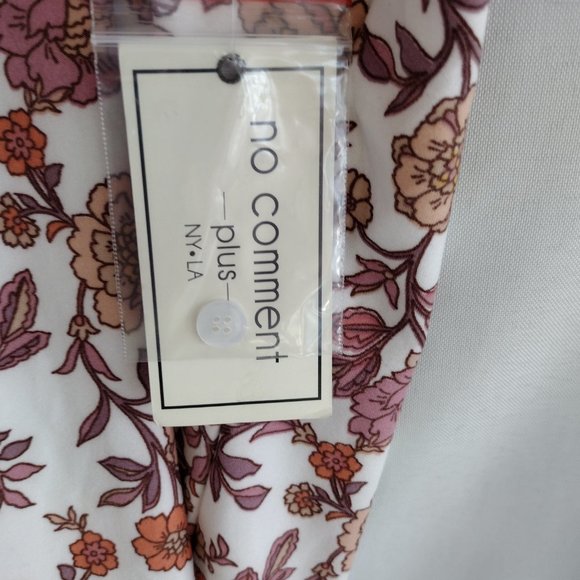 no comment
—plus—
NY•LA